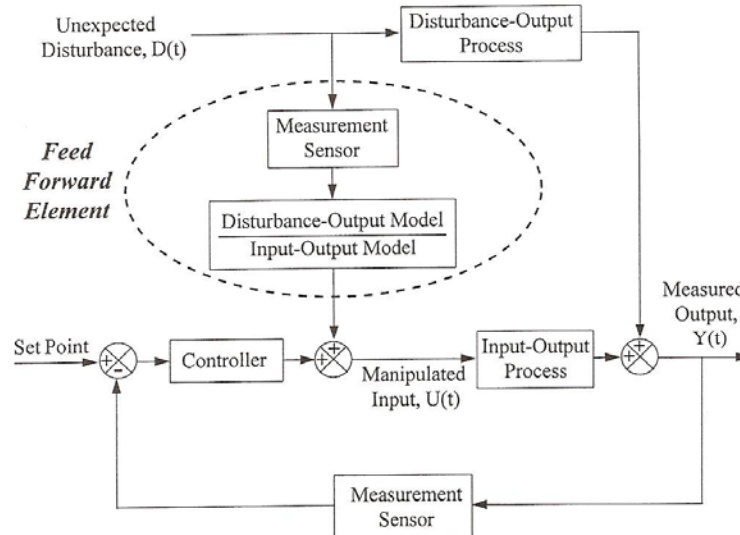 Unexpected
Disturbance, D(t)
Disturbance-Output
Process
Measurement
Sensor
Feed
Forward
Element
Disturbance-Output Model
Input-Output Model
Measured
Output,
Y(t)
Set Point
+
-
Controller
+
+
Manipulated
Input, U(t)
Input-Output
Process
+
+
Measurement
Sensor